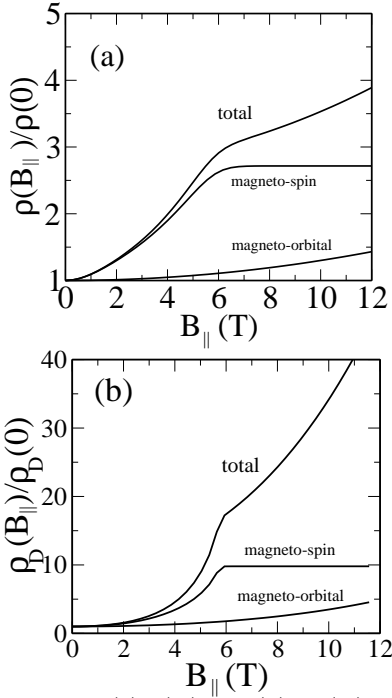 5
(a)
4
total
3
magneto-spin
2
magneto-orbital
1
ρ(B||)/ρ(0)
0 2 4 6 8 10 12
B|| (T)
40
(b)
30
total
20
magneto-spin
10
magneto-orbital
0
ρD(B||)/ρD(0)
0 2 4 6 8 10 12
B|| (T)